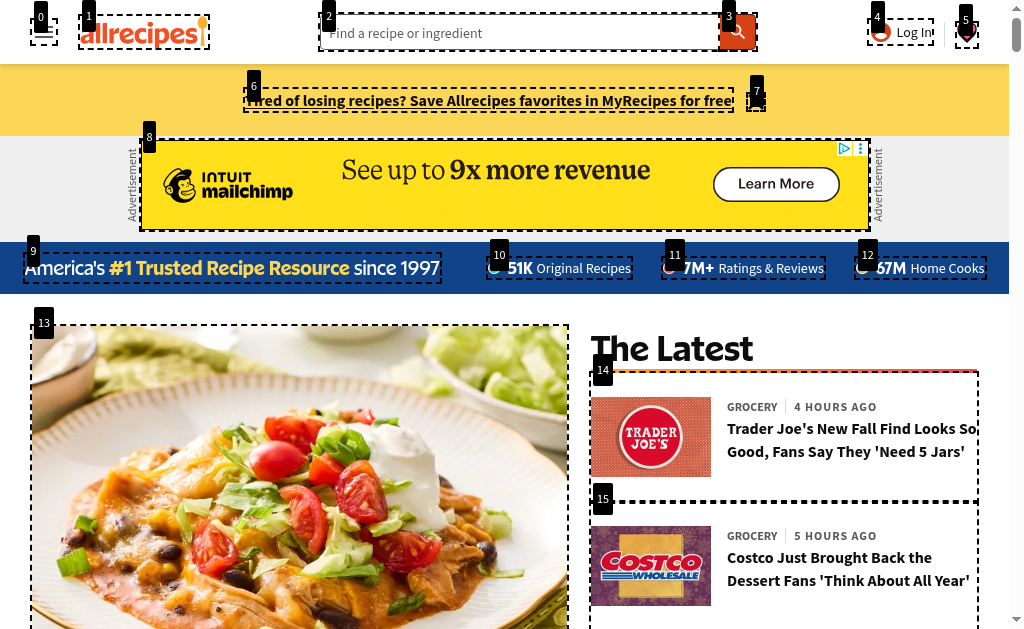 0
1
2
3
4
5
allrecipes
Find a recipe or ingredient
Log In
6
7
Tired of losing recipes? Save Allrecipes favorites in MyRecipes for free
8
Advertisement
INTUIT
mailchimp
See up to 9x more revenue
Learn More
Advertisement
9
10
11
12
America's #1 Trusted Recipe Resource since 1997
51K Original Recipes
7M+ Ratings & Reviews
67M Home Cooks
13
The Latest
14
TRADER JOE'S
GROCERY
4 HOURS AGO
Trader Joe's New Fall Find Looks So
Good, Fans Say They 'Need 5 Jars'
15
COSTCO
WHOLESALE
GROCERY
5 HOURS AGO
Costco Just Brought Back the
Dessert Fans 'Think About All Year'